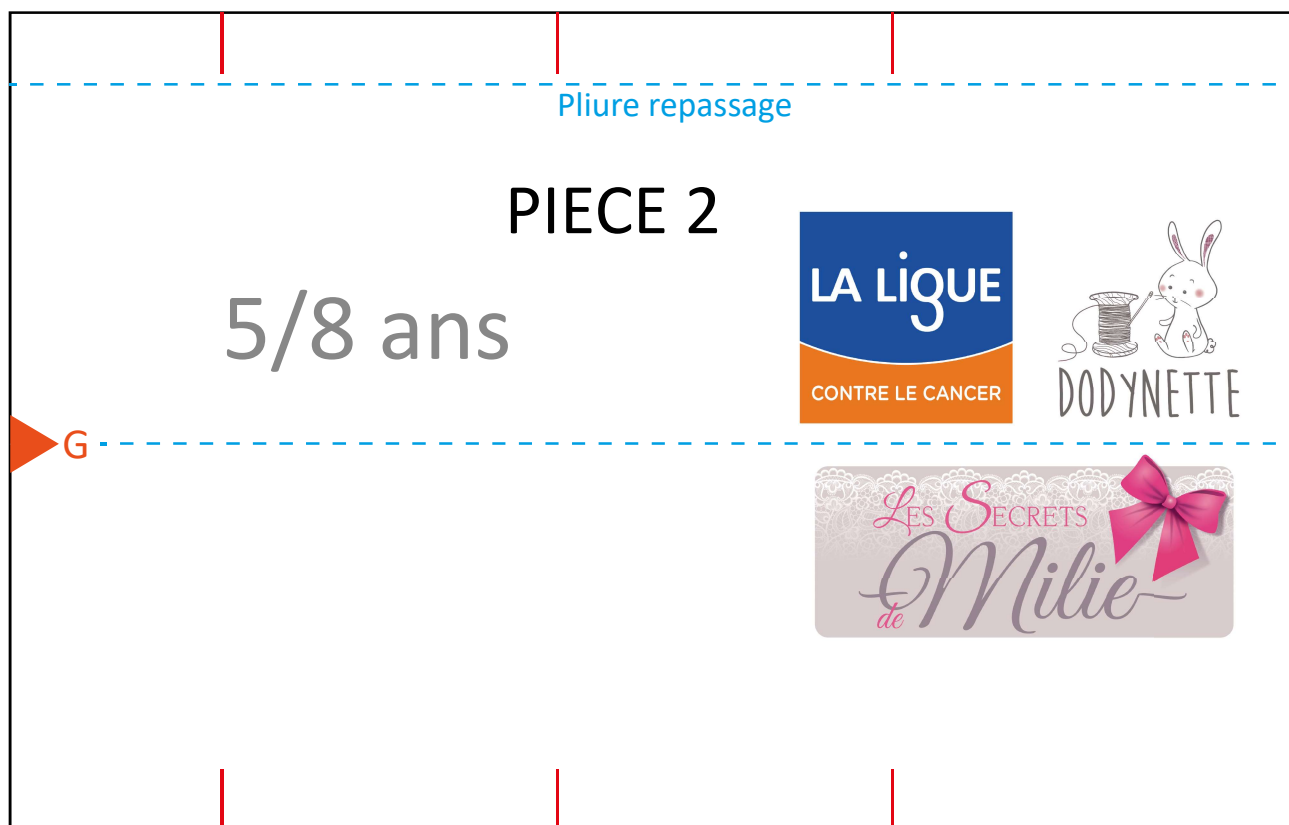 Pliure repassage
PIECE 2
5/8 ans
LA LiGUE
CONTRE LE CANCER
DODYNETTE
G
LES SECRETS
de Milie